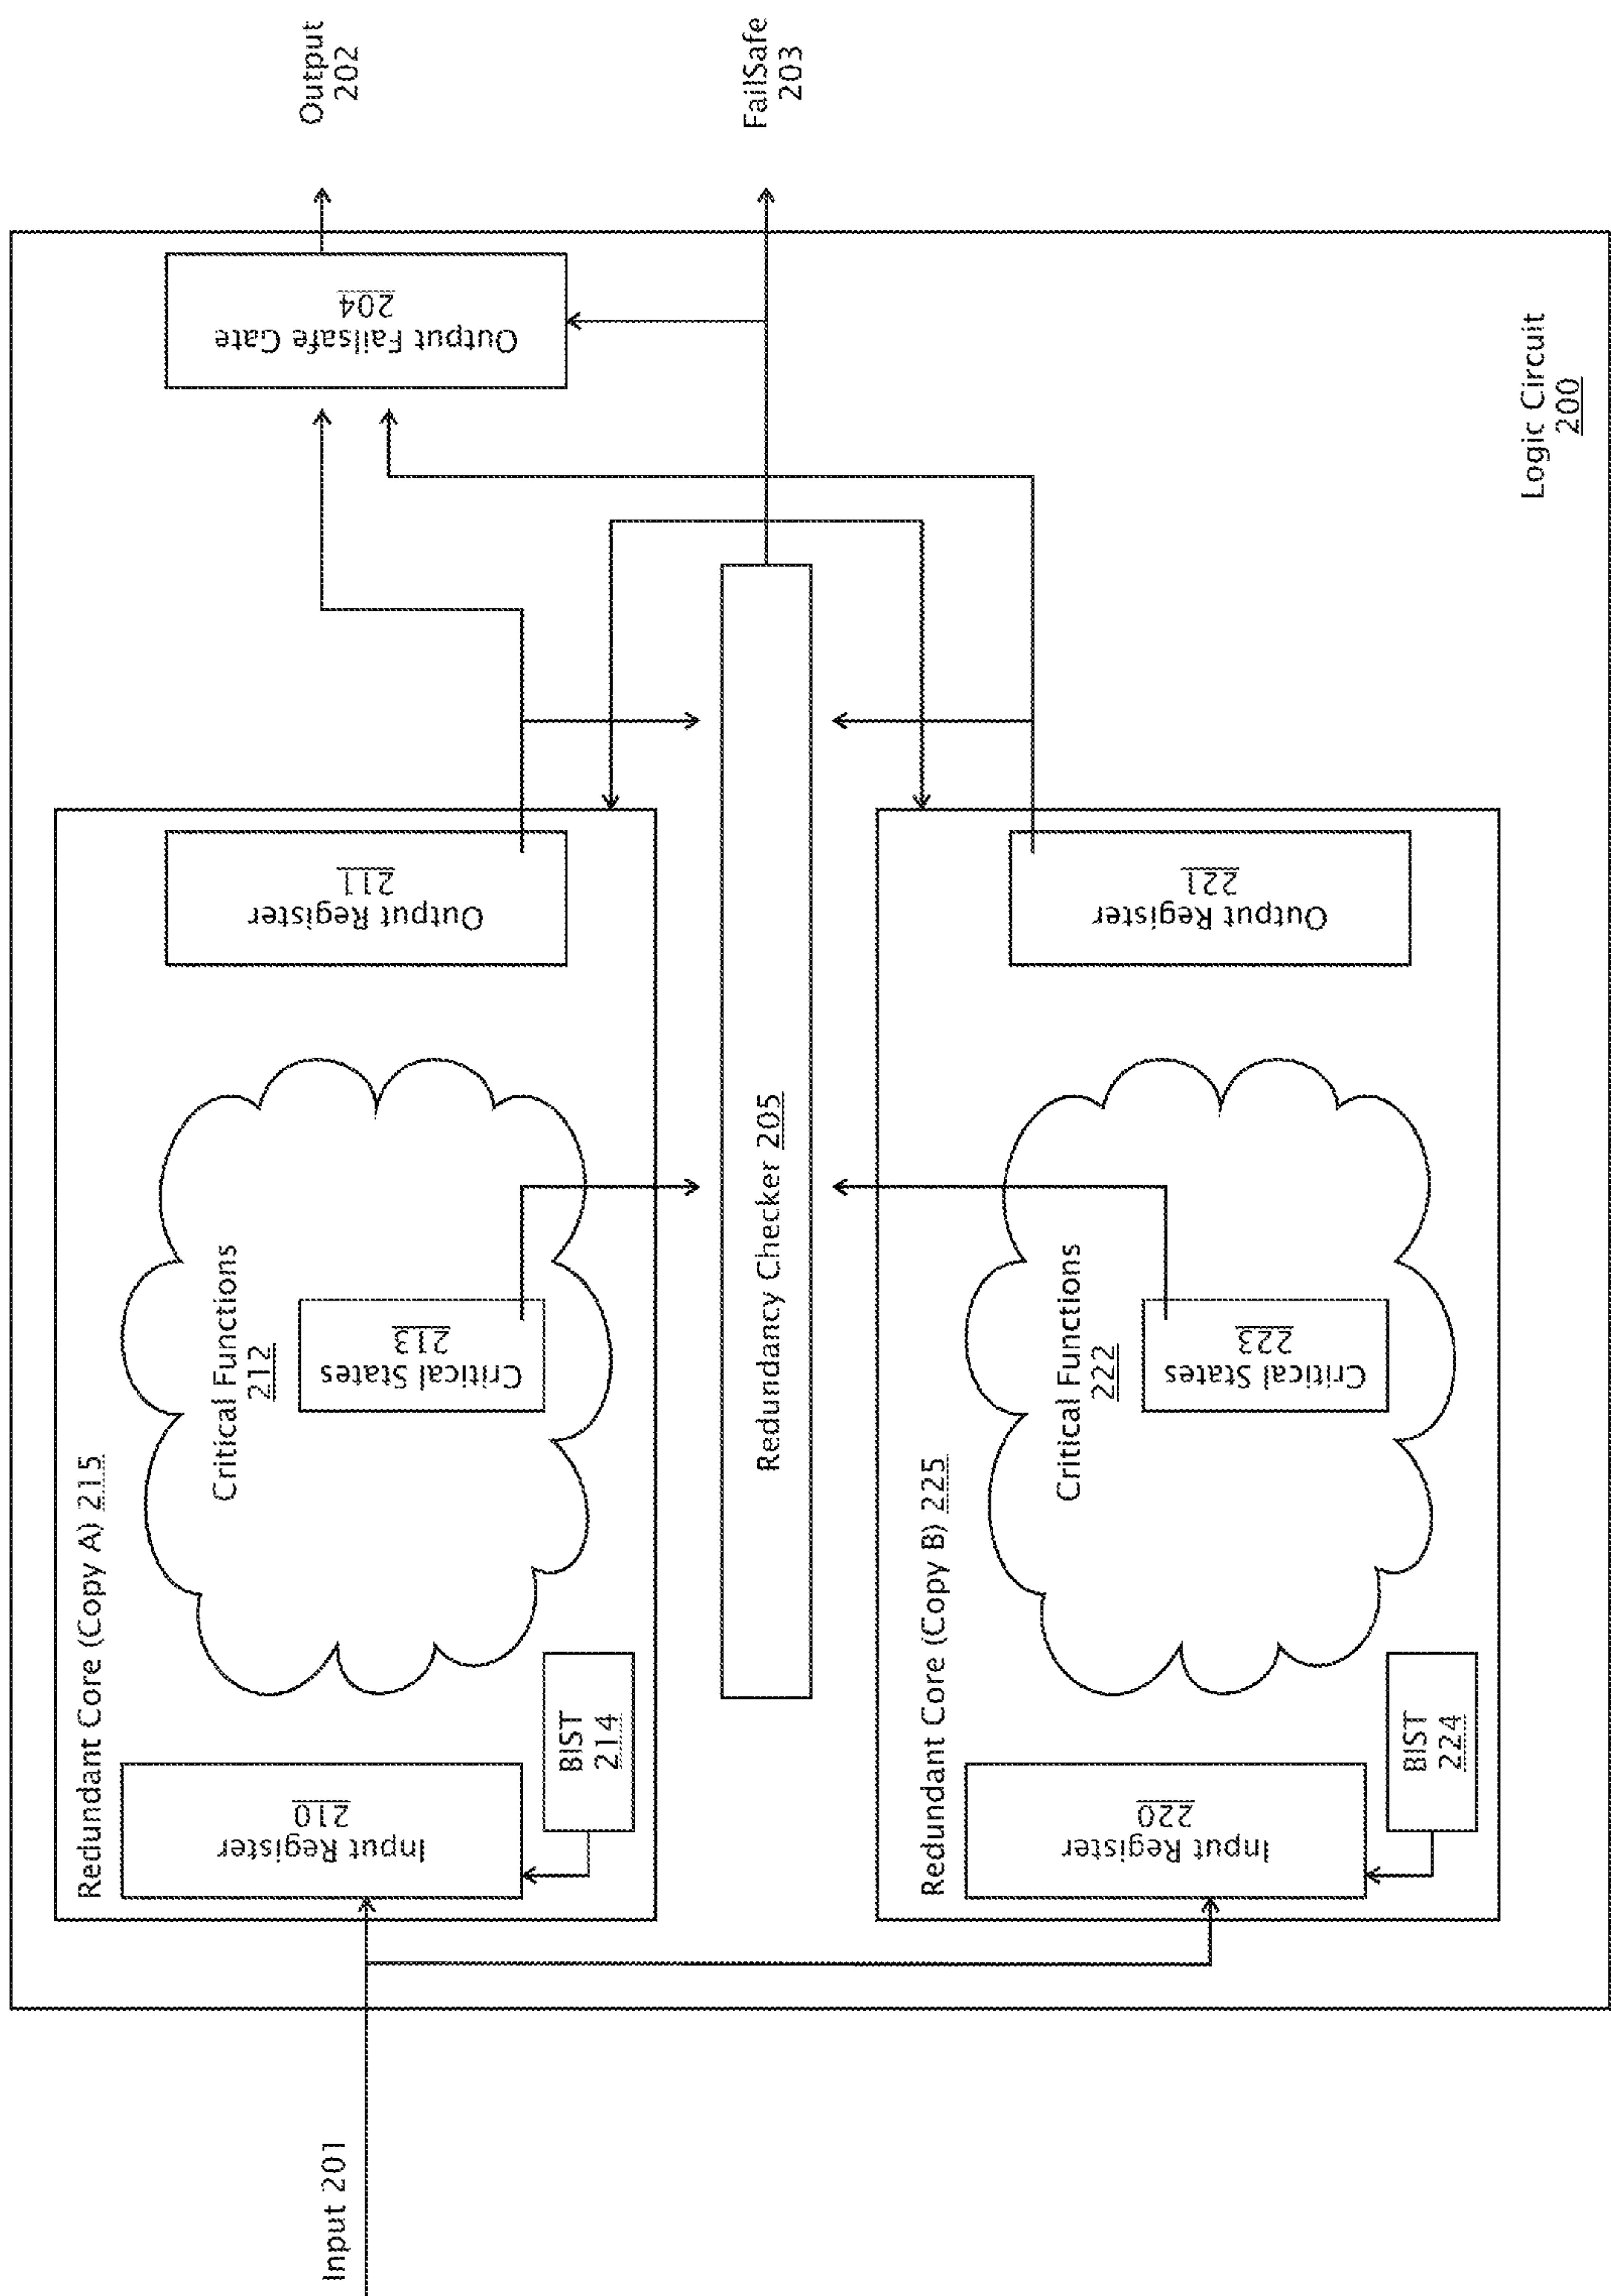 Input 201
Redundant Core (Copy A) 215
Input Register
210
BIST
214
Critical Functions
212
Critical States
213
Output Register
211
Redundancy Checker 205
Redundant Core (Copy B) 225
Input Register
220
BIST
224
Critical Functions
222
Critical States
223
Output Register
221
Output Failsafe Gate
204
Output
202
FailSafe
203
Logic Circuit
200